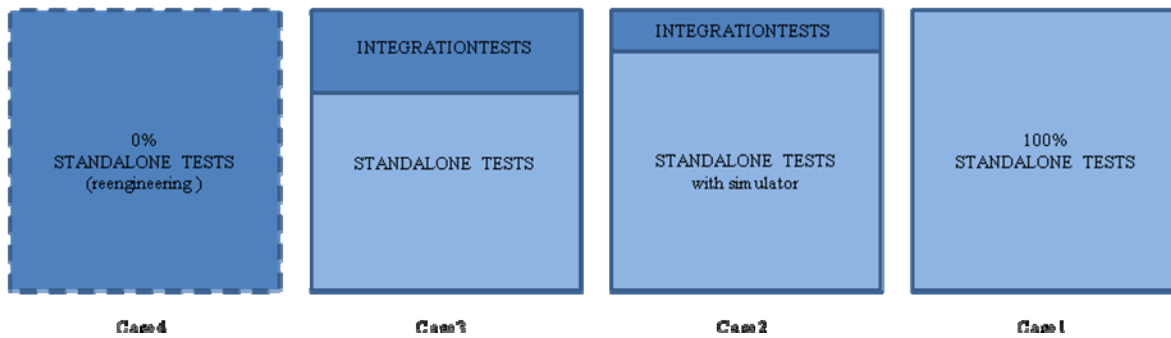 0%
STANDALONE TESTS
(reengineering )
INTEGRATIONTESTS
STANDALONE TESTS
INTEGRATIONTESTS
STANDALONE TESTS
with simulator
100%
STANDALONE TESTS
Case4
Case3
Case2
Case1